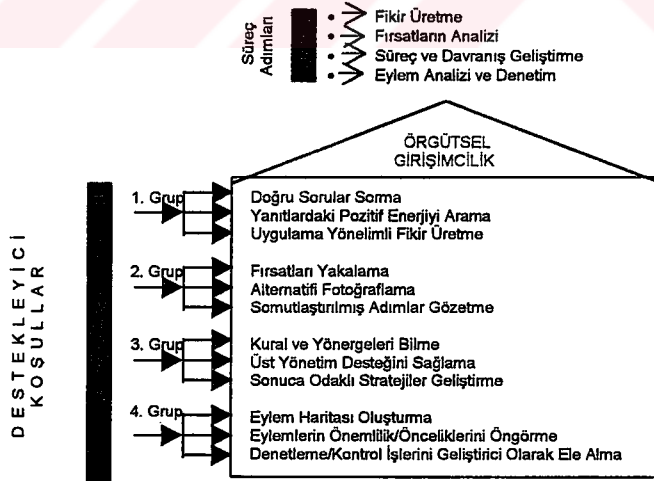 Süreç
Adımları
Fikir Üretme
Fırsatların Analizi
Süreç ve Davranış Geliştirme
Eylem Analizi ve Denetim
ÖRGÜTSEL
GİRİŞİMCİLİK
DESTEKLEYİCİ
KOŞULLAR
1. Grup
Doğru Sorular Sorma
Yanıtlardaki Pozitif Enerjiyi Arama
Uygulama Yönelimli Fikir Üretme
2. Grup
Fırsatları Yakalama
Alternatifi Fotoğraflama
Somutlaştırılmış Adımlar Gözetme
3. Grup
Kural ve Yönergeleri Bilme
Üst Yönetim Desteğini Sağlama
Sonuca Odaklı Stratejiler Geliştirme
4. Grup
Eylem Haritası Oluşturma
Eylemlerin Önemlilik/Önceliklerini Öngörme
Denetleme/Kontrol İşlerini Geliştirici Olarak Ele Alma